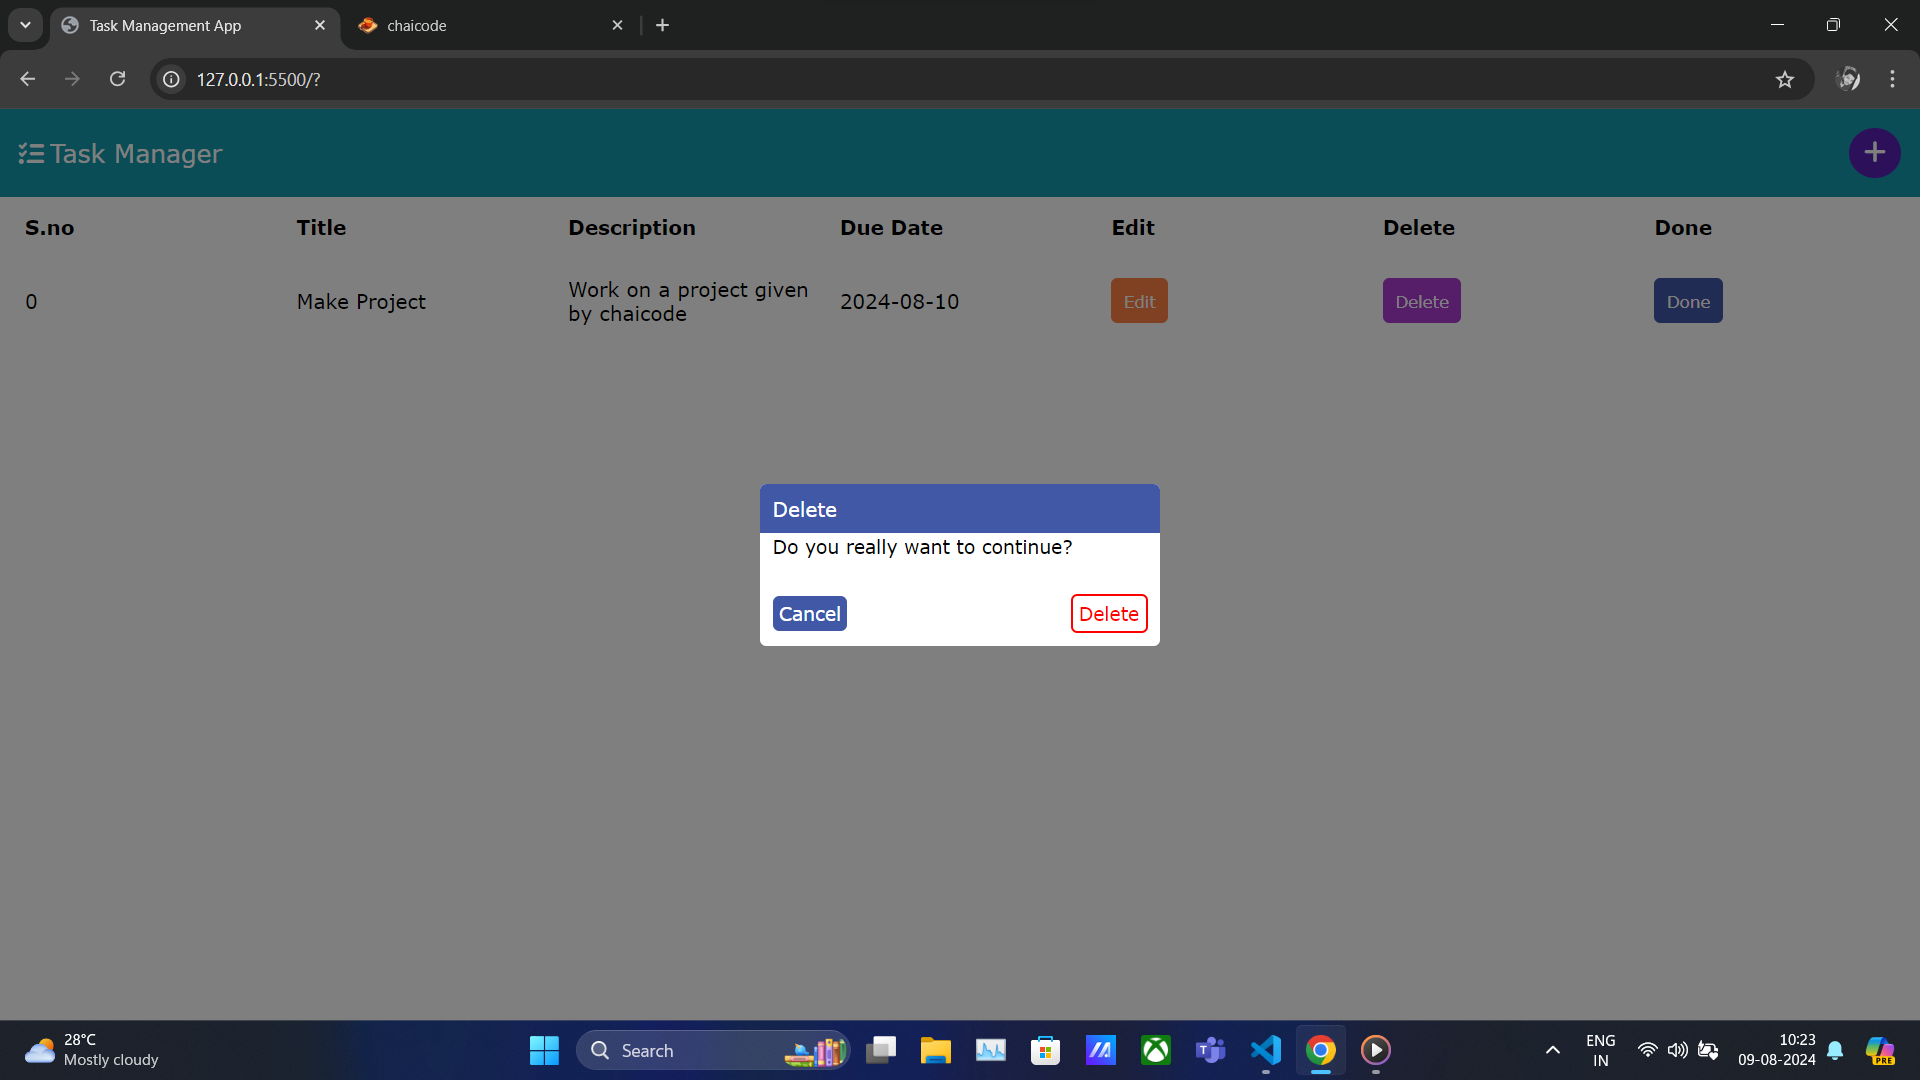 Task Management App
chaicode
127.0.0.1:5500/?
Task Manager
S.no Title Description Due Date Edit Delete Done
0 Make Project Work on a project given 2024-08-10 Edit Delete Done
by chaicode
Delete
Do you really want to continue?
Cancel Delete
28°C
Mostly cloudy
Search
T
ENG
IN
10:23
09-08-2024
PRE